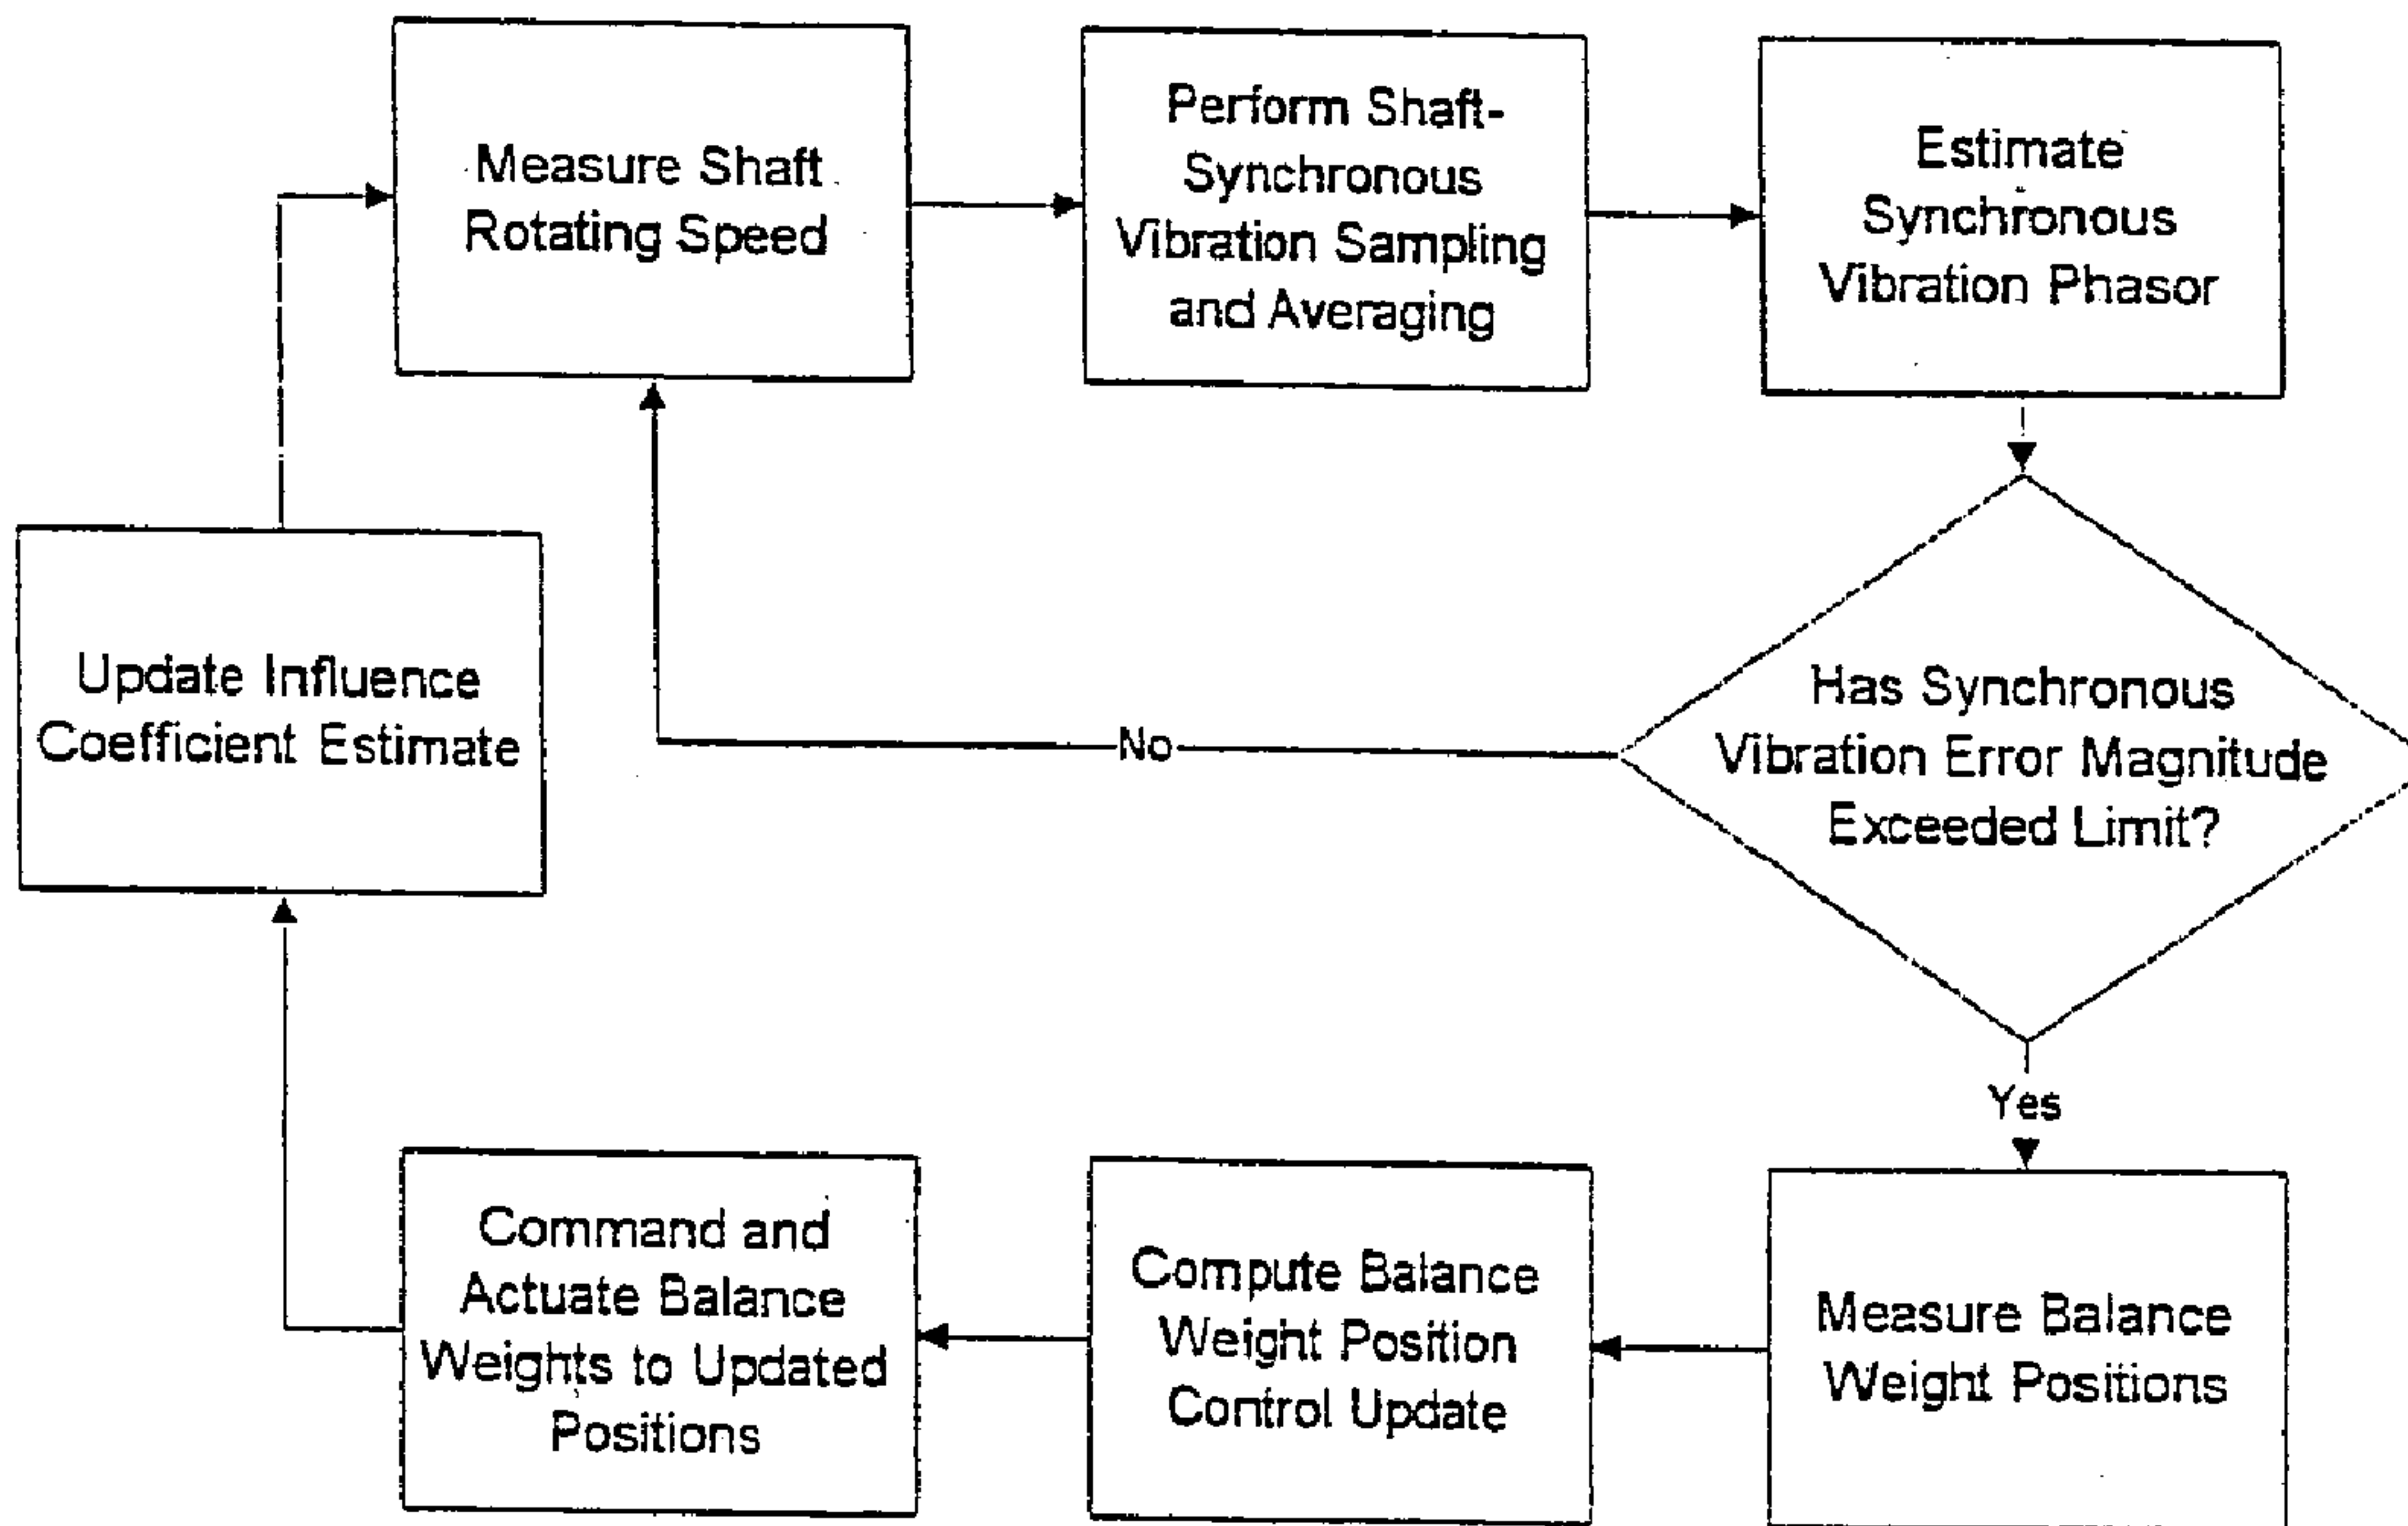 Measure Shaft
Rotating Speed
Perform Shaft-
Synchronous
Vibration Sampling
and Averaging
Estimate
Synchronous
Vibration Phasor
Has Synchronous
Vibration Error Magnitude
Exceeded Limit?
No
Yes
Update Influence
Coefficient Estimate
Command and
Actuate Balance
Weights to Updated
Positions
Compute Balance
Weight Position
Control Update
Measure Balance
Weight Positions